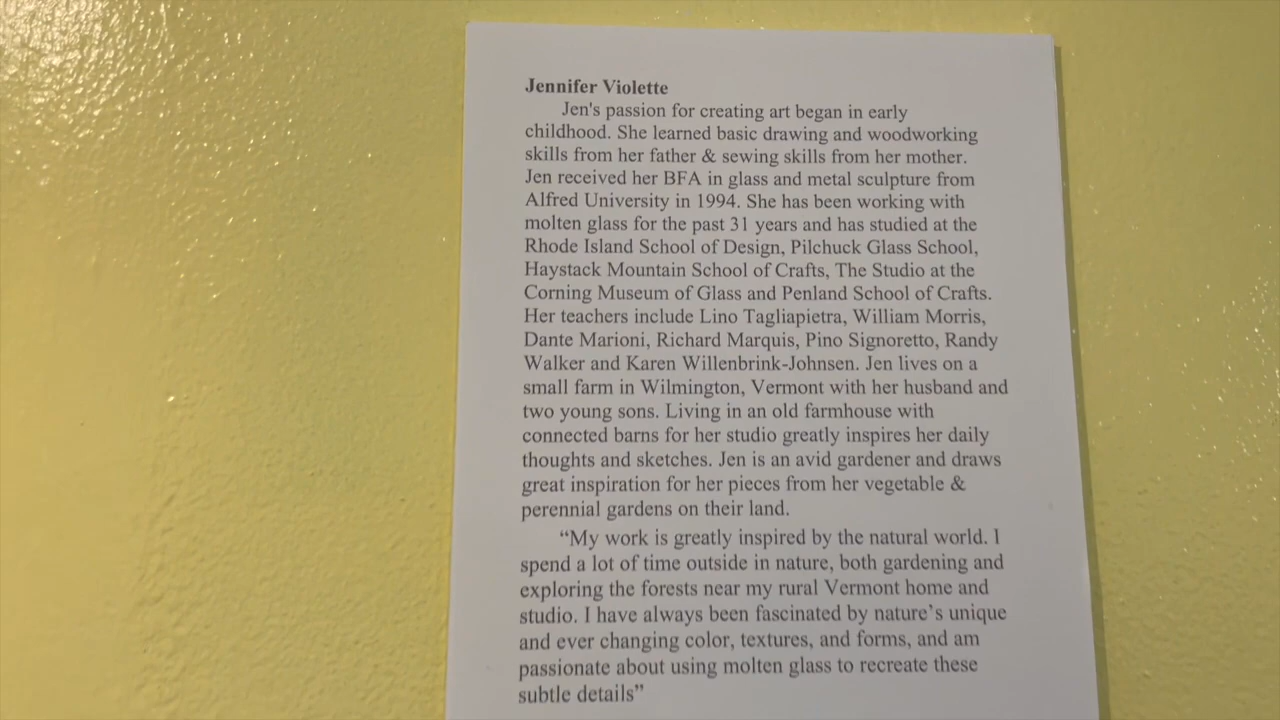 Jennifer Violette
Jen's passion for creating art began in early
childhood. She learned basic drawing and woodworking
skills from her father & sewing skills from her mother.
Jen received her BFA in glass and metal sculpture from
Alfred University in 1994. She has been working with
molten glass for the past 31 years and has studied at the
Rhode Island School of Design, Pilchuck Glass School,
Haystack Mountain School of Crafts, The Studio at the
Corning Museum of Glass and Penland School of Crafts.
Her teachers include Lino Tagliapietra, William Morris,
Dante Marioni, Richard Marquis, Pino Signoretto, Randy
Walker and Karen Willenbrink-Johnsen. Jen lives on a
small farm in Wilmington, Vermont with her husband and
two young sons. Living in an old farmhouse with
connected barns for her studio greatly inspires her daily
thoughts and sketches. Jen is an avid gardener and draws
great inspiration for her pieces from her vegetable &
perennial gardens on their land.
“My work is greatly inspired by the natural world. I
spend a lot of time outside in nature, both gardening and
exploring the forests near my rural Vermont home and
studio. I have always been fascinated by nature’s unique
and ever changing color, textures, and forms, and am
passionate about using molten glass to recreate these
subtle details”